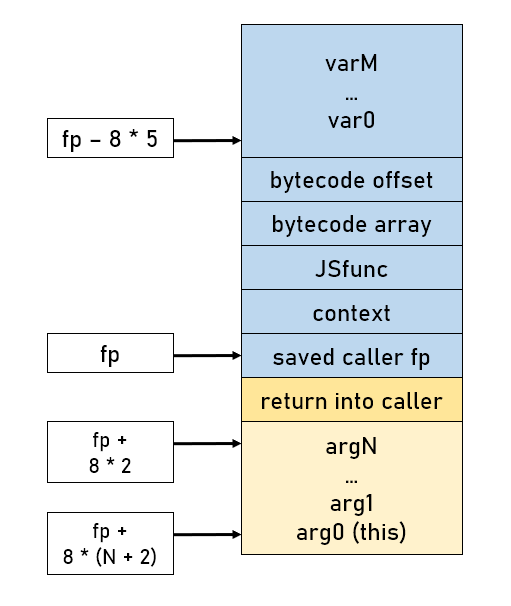 varM
…
var0
fp – 8 * 5
bytecode offset
bytecode array
JSfunc
context
fp
saved caller fp
return into caller
fp +
8 * 2
argN
…
arg1
arg0 (this)
fp +
8 * (N + 2)